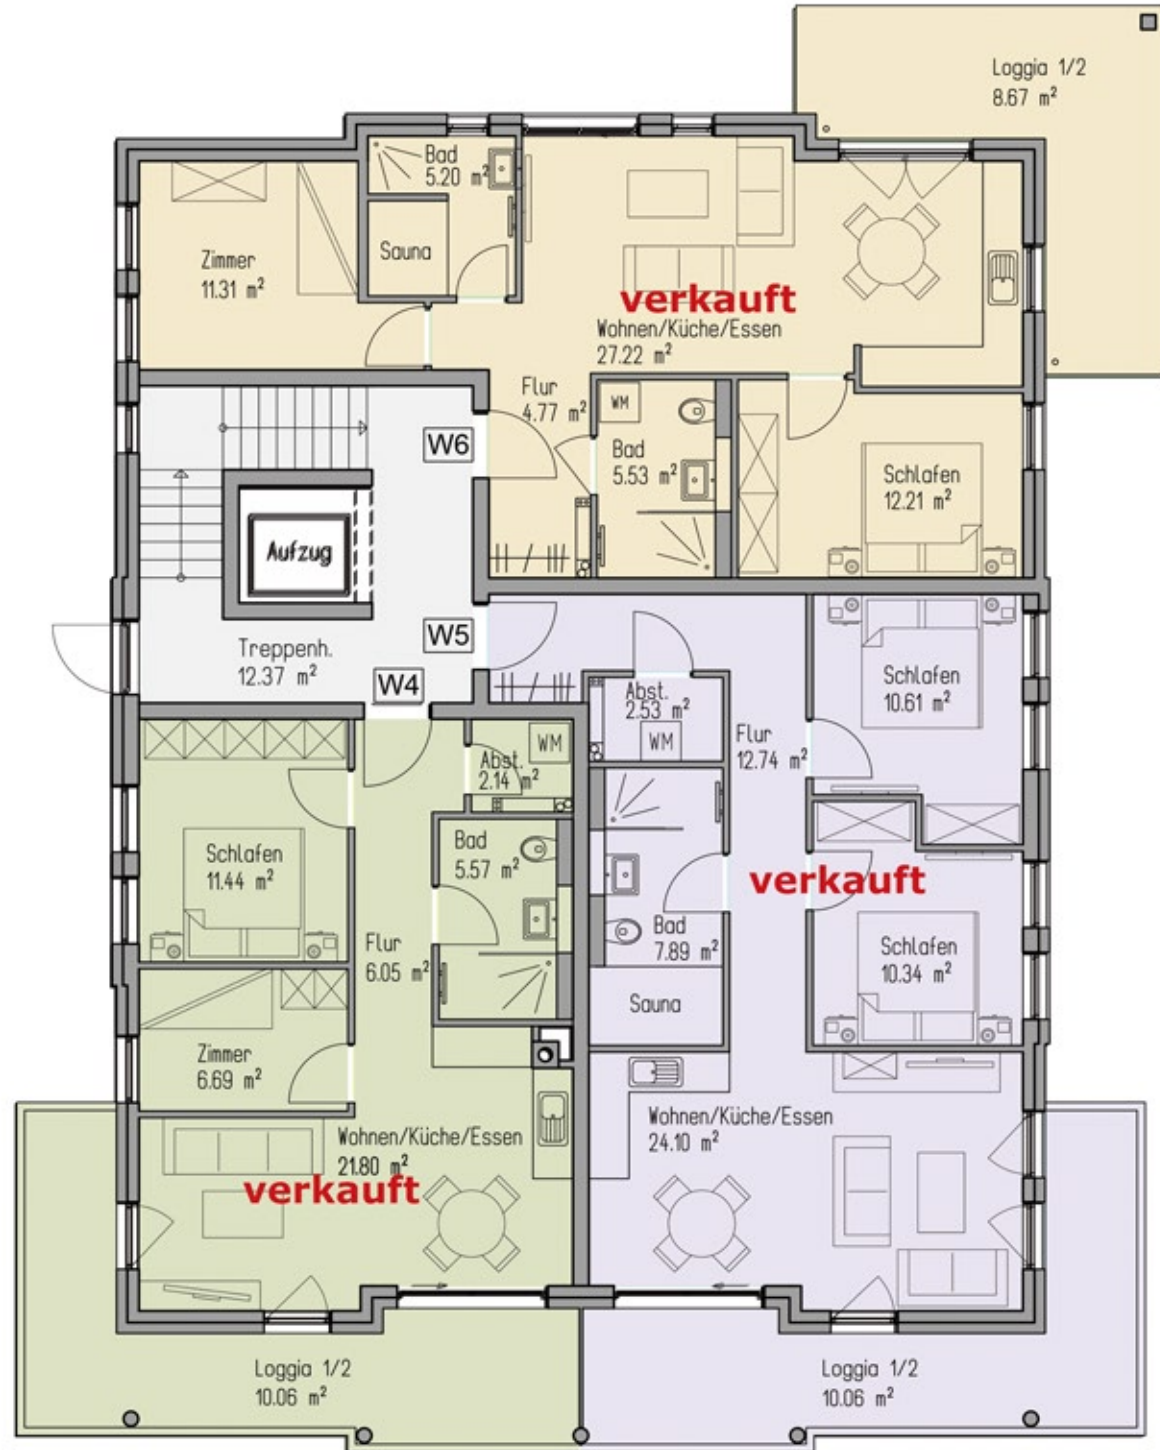 Loggia 1/2
8.67 m²
Bad
5.20 m²
Sauna
Zimmer
11.31 m²
verkauft
Wohnen/Küche/Essen
27.22 m²
Flur
4.77 m²
WM
Bad
5.53 m²
Schlafen
12.21 m²
W6
Aufzug
W5
Treppenh.
12.37 m²
W4
Abst.
2.53 m²
WM
Schlafen
10.61 m²
Flur
12.74 m²
Abst.
2.14 m²
WM
Schlafen
11.44 m²
Bad
5.57 m²
verkauft
Flur
6.05 m²
Bad
7.89 m²
Schlafen
10.34 m²
Sauna
Zimmer
6.69 m²
Wohnen/Küche/Essen
21.80 m²
verkauft
Wohnen/Küche/Essen
24.10 m²
Loggia 1/2
10.06 m²
Loggia 1/2
10.06 m²